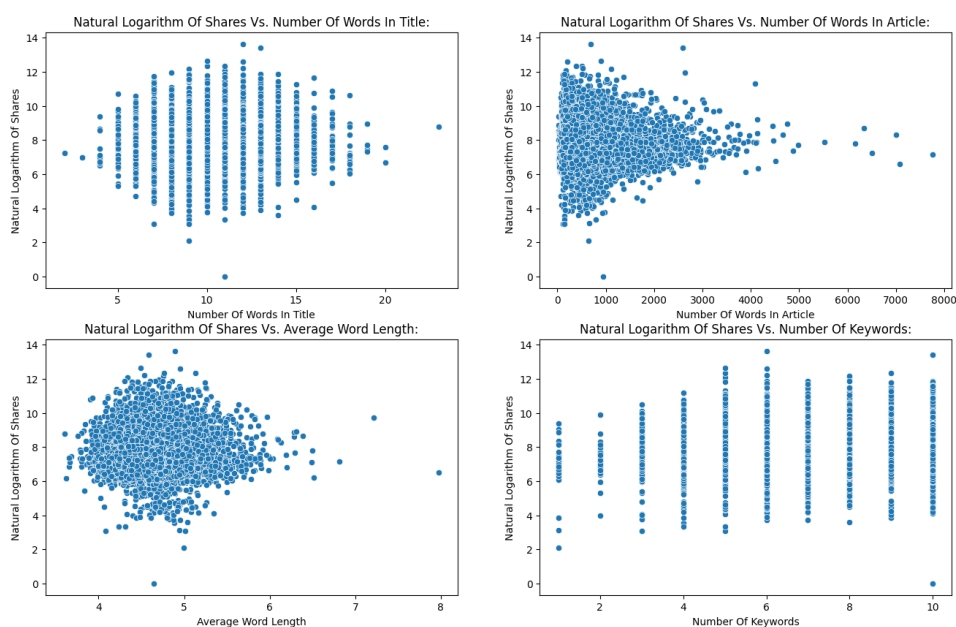 Natural Logarithm Of Shares Vs. Number Of Words In Title:
14
12
10
8
6
4
2
0
Natural Logarithm Of Shares
5 10 15 20
Number Of Words In Title
Natural Logarithm Of Shares Vs. Number Of Words In Article:
14
12
10
8
6
4
2
0
Natural Logarithm Of Shares
0 1000 2000 3000 4000 5000 6000 7000 8000
Number Of Words In Article
Natural Logarithm Of Shares Vs. Average Word Length:
14
12
10
8
6
4
2
0
Natural Logarithm Of Shares
4 5 6 7 8
Average Word Length
Natural Logarithm Of Shares Vs. Number Of Keywords:
14
12
10
8
6
4
2
0
Natural Logarithm Of Shares
2 4 6 8 10
Number Of Keywords